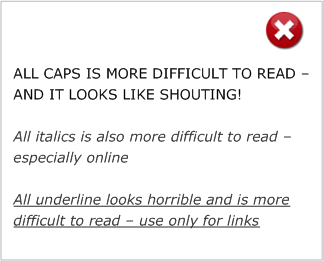 ALL CAPS IS MORE DIFFICULT TO READ –
AND IT LOOKS LIKE SHOUTING!
All italics is also more difficult to read –
especially online
All underline looks horrible and is more
difficult to read – use only for links